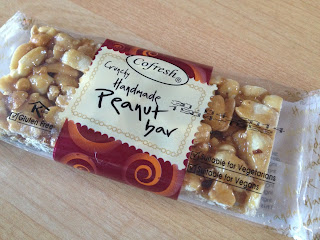 Cofresh®
Crunchy
Handmade
Peanut
bar
Gluten free
Suitable for Vegetarians
Suitable for Vegans